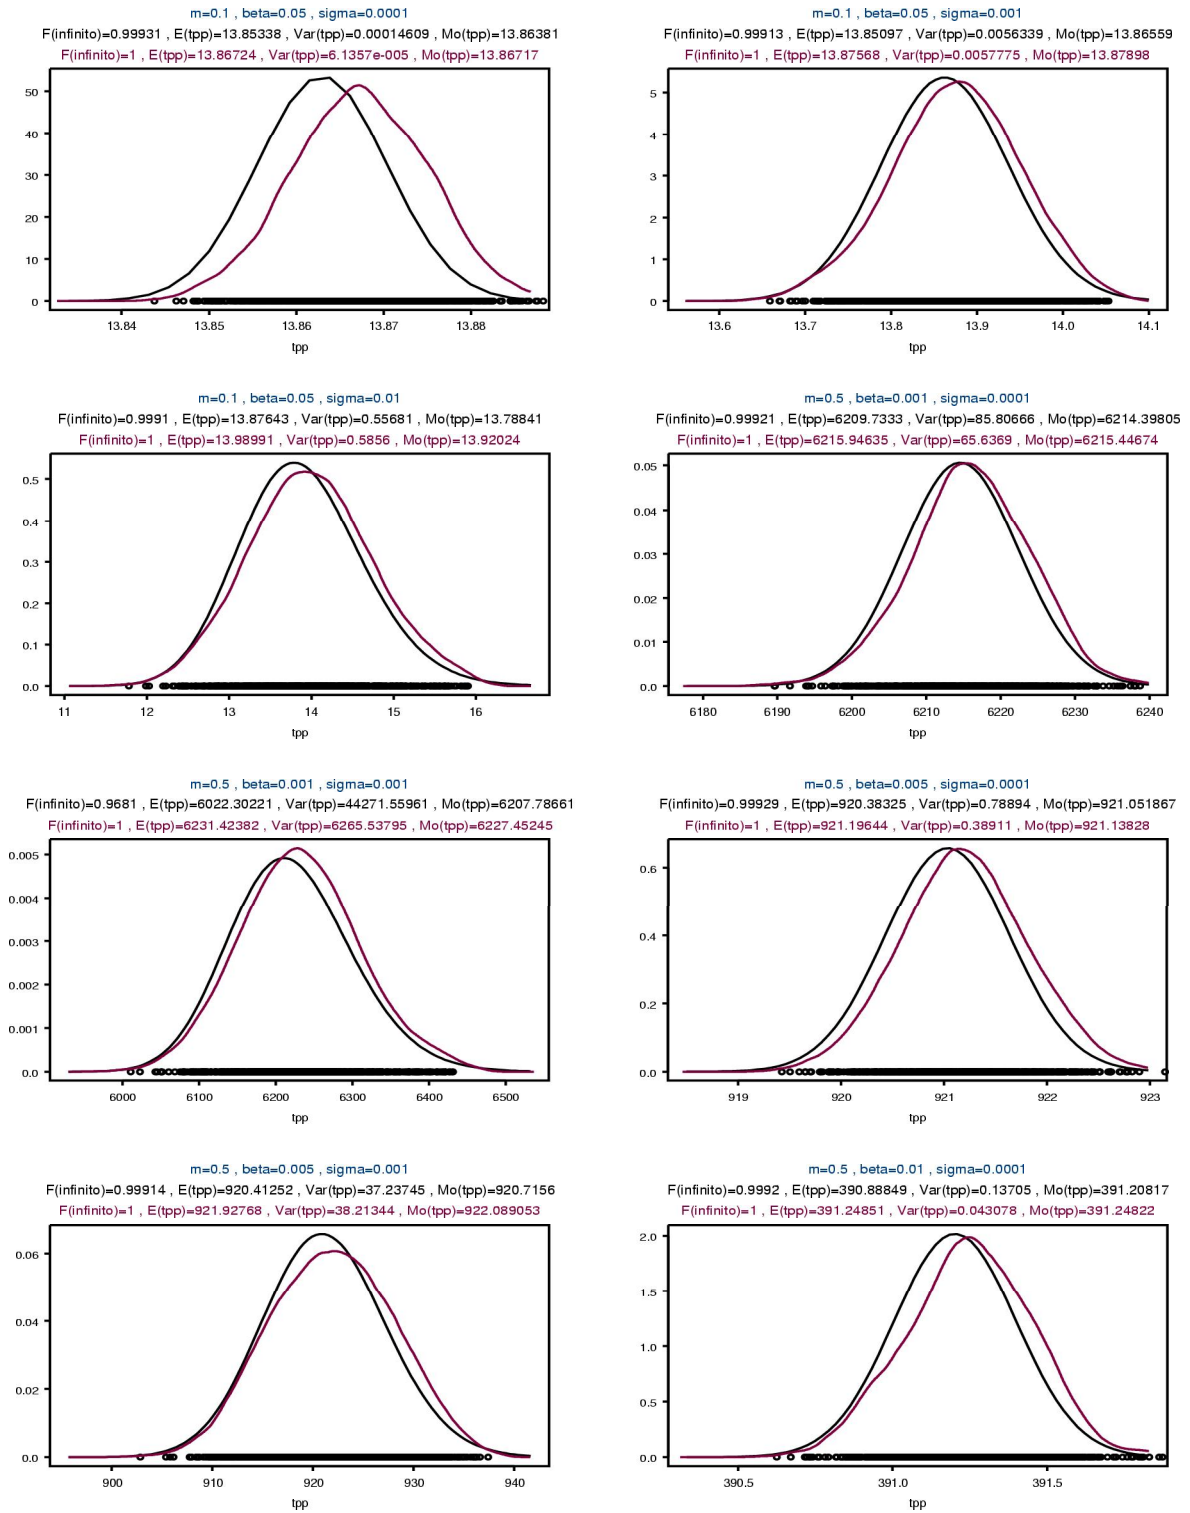 m=0.1 , beta=0.05 , sigma=0.0001
F(infinito)=0.99931 , E(tpp)=13.85338 , Var(tpp)=0.00014609 , Mo(tpp)=13.86381
F(infinito)=1 , E(tpp)=13.86724 , Var(tpp)=6.1357e-005 , Mo(tpp)=13.86717
50
40
30
20
10
0
13.84 13.85 13.86 13.87 13.88
tpp
m=0.1 , beta=0.05 , sigma=0.001
F(infinito)=0.99913 , E(tpp)=13.85097 , Var(tpp)=0.0056339 , Mo(tpp)=13.86559
F(infinito)=1 , E(tpp)=13.87568 , Var(tpp)=0.0057775 , Mo(tpp)=13.87898
5
4
3
2
1
0
13.6 13.7 13.8 13.9 14.0 14.1
tpp
m=0.1 , beta=0.05 , sigma=0.01
F(infinito)=0.9991 , E(tpp)=13.87643 , Var(tpp)=0.55681 , Mo(tpp)=13.78841
F(infinito)=1 , E(tpp)=13.98991 , Var(tpp)=0.5856 , Mo(tpp)=13.92024
0.5
0.4
0.3
0.2
0.1
0.0
11 12 13 14 15 16
tpp
m=0.5 , beta=0.001 , sigma=0.0001
F(infinito)=0.99921 , E(tpp)=6209.7333 , Var(tpp)=85.80666 , Mo(tpp)=6214.39805
F(infinito)=1 , E(tpp)=6215.94635 , Var(tpp)=65.6369 , Mo(tpp)=6215.44674
0.05
0.04
0.03
0.02
0.01
0.0
6180 6190 6200 6210 6220 6230 6240
tpp
m=0.5 , beta=0.001 , sigma=0.001
F(infinito)=0.9681 , E(tpp)=6022.30221 , Var(tpp)=44271.55961 , Mo(tpp)=6207.78661
F(infinito)=1 , E(tpp)=6231.42382 , Var(tpp)=6265.53795 , Mo(tpp)=6227.45245
0.005
0.004
0.003
0.002
0.001
0.0
6000 6100 6200 6300 6400 6500
tpp
m=0.5 , beta=0.005 , sigma=0.0001
F(infinito)=0.99929 , E(tpp)=920.38325 , Var(tpp)=0.78894 , Mo(tpp)=921.051867
F(infinito)=1 , E(tpp)=921.19644 , Var(tpp)=0.38911 , Mo(tpp)=921.13828
0.6
0.4
0.2
0.0
919 920 921 922 923
tpp
m=0.5 , beta=0.005 , sigma=0.001
F(infinito)=0.99914 , E(tpp)=920.41252 , Var(tpp)=37.23745 , Mo(tpp)=920.7156
F(infinito)=1 , E(tpp)=921.92768 , Var(tpp)=38.21344 , Mo(tpp)=922.089053
0.06
0.04
0.02
0.0
900 910 920 930 940
tpp
m=0.5 , beta=0.01 , sigma=0.0001
F(infinito)=0.9992 , E(tpp)=390.88849 , Var(tpp)=0.13705 , Mo(tpp)=391.20817
F(infinito)=1 , E(tpp)=391.24851 , Var(tpp)=0.043078 , Mo(tpp)=391.24822
2.0
1.5
1.0
0.5
0.0
390.5 391.0 391.5
tpp